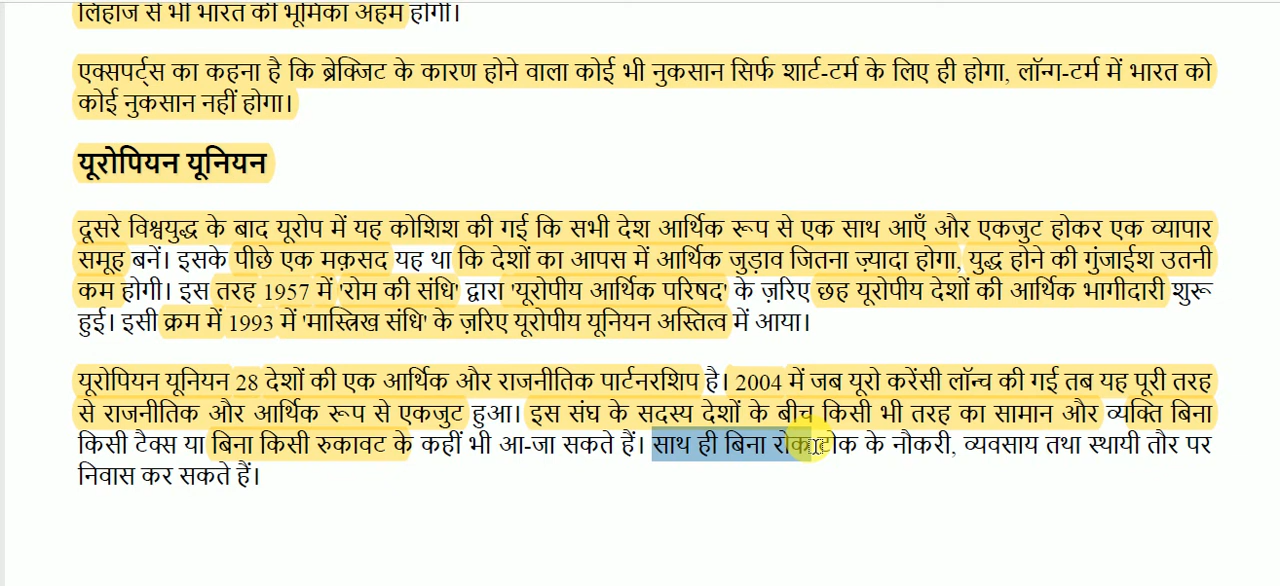 लिहाज से भी भारत की भूमिका अहम होगी।
एक्सपर्ट्स का कहना है कि ब्रेक्जिट के कारण होने वाला कोई भी नुकसान सिर्फ शार्ट-टर्म के लिए ही होगा, लॉन्ग-टर्म में भारत को
कोई नुकसान नहीं होगा।
यूरोपियन यूनियन
दूसरे विश्वयुद्ध के बाद यूरोप में यह कोशिश की गई कि सभी देश आर्थिक रूप से एक साथ आएँ और एकजुट होकर एक व्यापार
समूह बनें। इसके पीछे एक मक़सद यह था कि देशों का आपस में आर्थिक जुड़ाव जितना ज़्यादा होगा, युद्ध होने की गुंजाईश उतनी
कम होगी। इस तरह 1957 में 'रोम की संधि' द्वारा 'यूरोपीय आर्थिक परिषद' के ज़रिए छह यूरोपीय देशों की आर्थिक भागीदारी शुरू
हुई। इसी क्रम में 1993 में 'मास्त्रिख संधि' के ज़रिए यूरोपीय यूनियन अस्तित्व में आया।
यूरोपियन यूनियन 28 देशों की एक आर्थिक और राजनीतिक पार्टनरशिप है। 2004 में जब यूरो करेंसी लॉन्च की गई तब यह पूरी तरह
से राजनीतिक और आर्थिक रूप से एकजुट हुआ। इस संघ के सदस्य देशों के बीच किसी भी तरह का सामान और व्यक्ति बिना
किसी टैक्स या बिना किसी रुकावट के कहीं भी आ-जा सकते हैं। साथ ही बिना रोक टोक के नौकरी, व्यवसाय तथा स्थायी तौर पर
निवास कर सकते हैं।